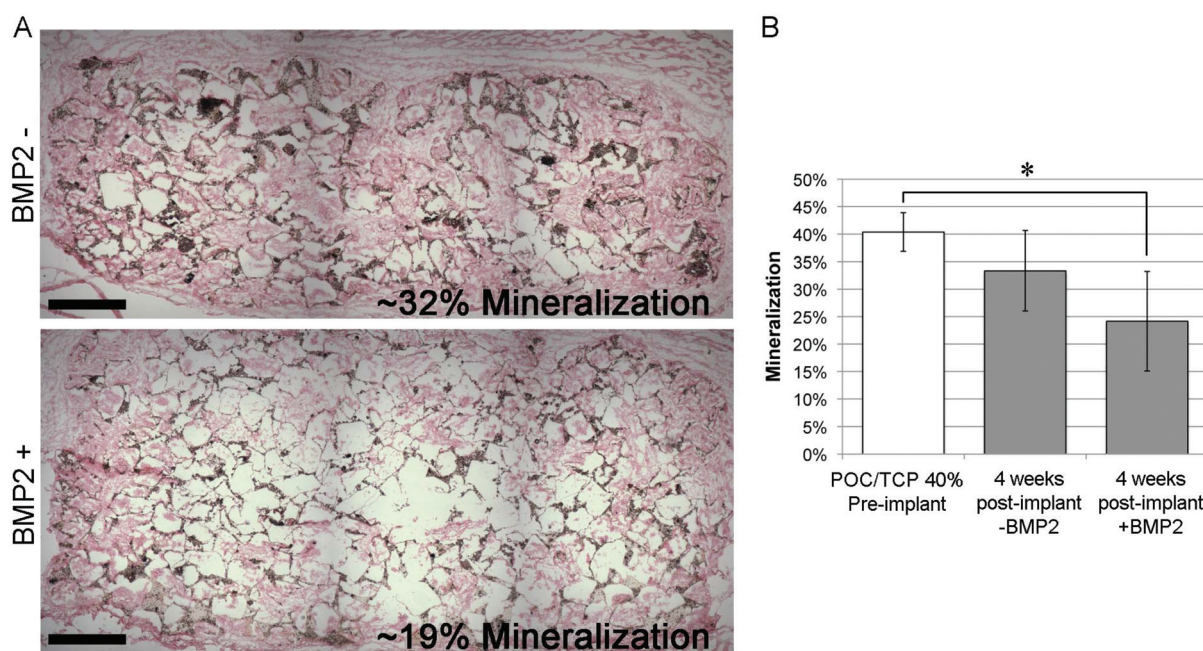 A
BMP2 -
~32% Mineralization
BMP2 +
~19% Mineralization
B
*
50%
45%
40%
35%
30%
25%
20%
15%
10%
5%
0%
Mineralization
POC/TCP 40%
Pre-implant
4 weeks
post-implant
-BMP2
4 weeks
post-implant
+BMP2